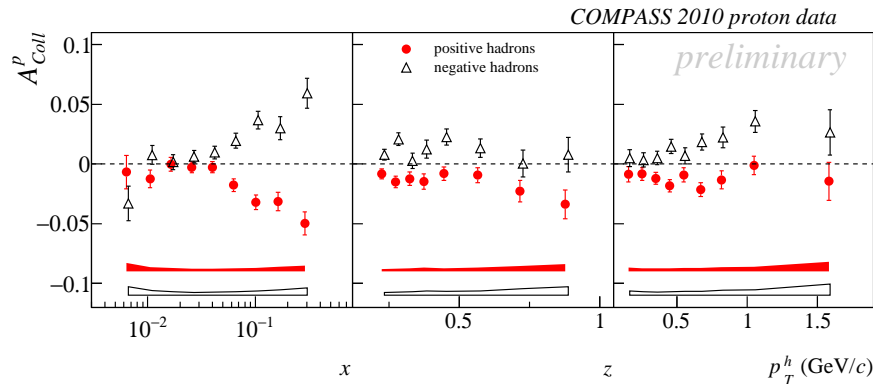 COMPASS 2010 proton data
A^p_Coll
0.1
0.05
0
−0.05
−0.1
positive hadrons
negative hadrons
preliminary
10^−2
10^−1
0.5
1
0.5
1
1.5
x
z
p_T^h (GeV/c)